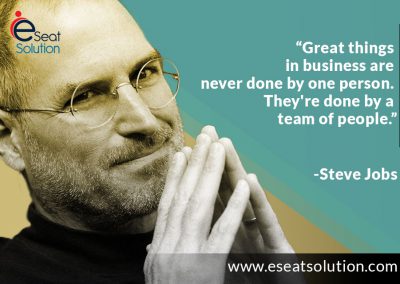 eSeat
Solution
“Great things
in business are
never done by one person.
They're done by a
team of people.”
-Steve Jobs
www.eseatsolution.com